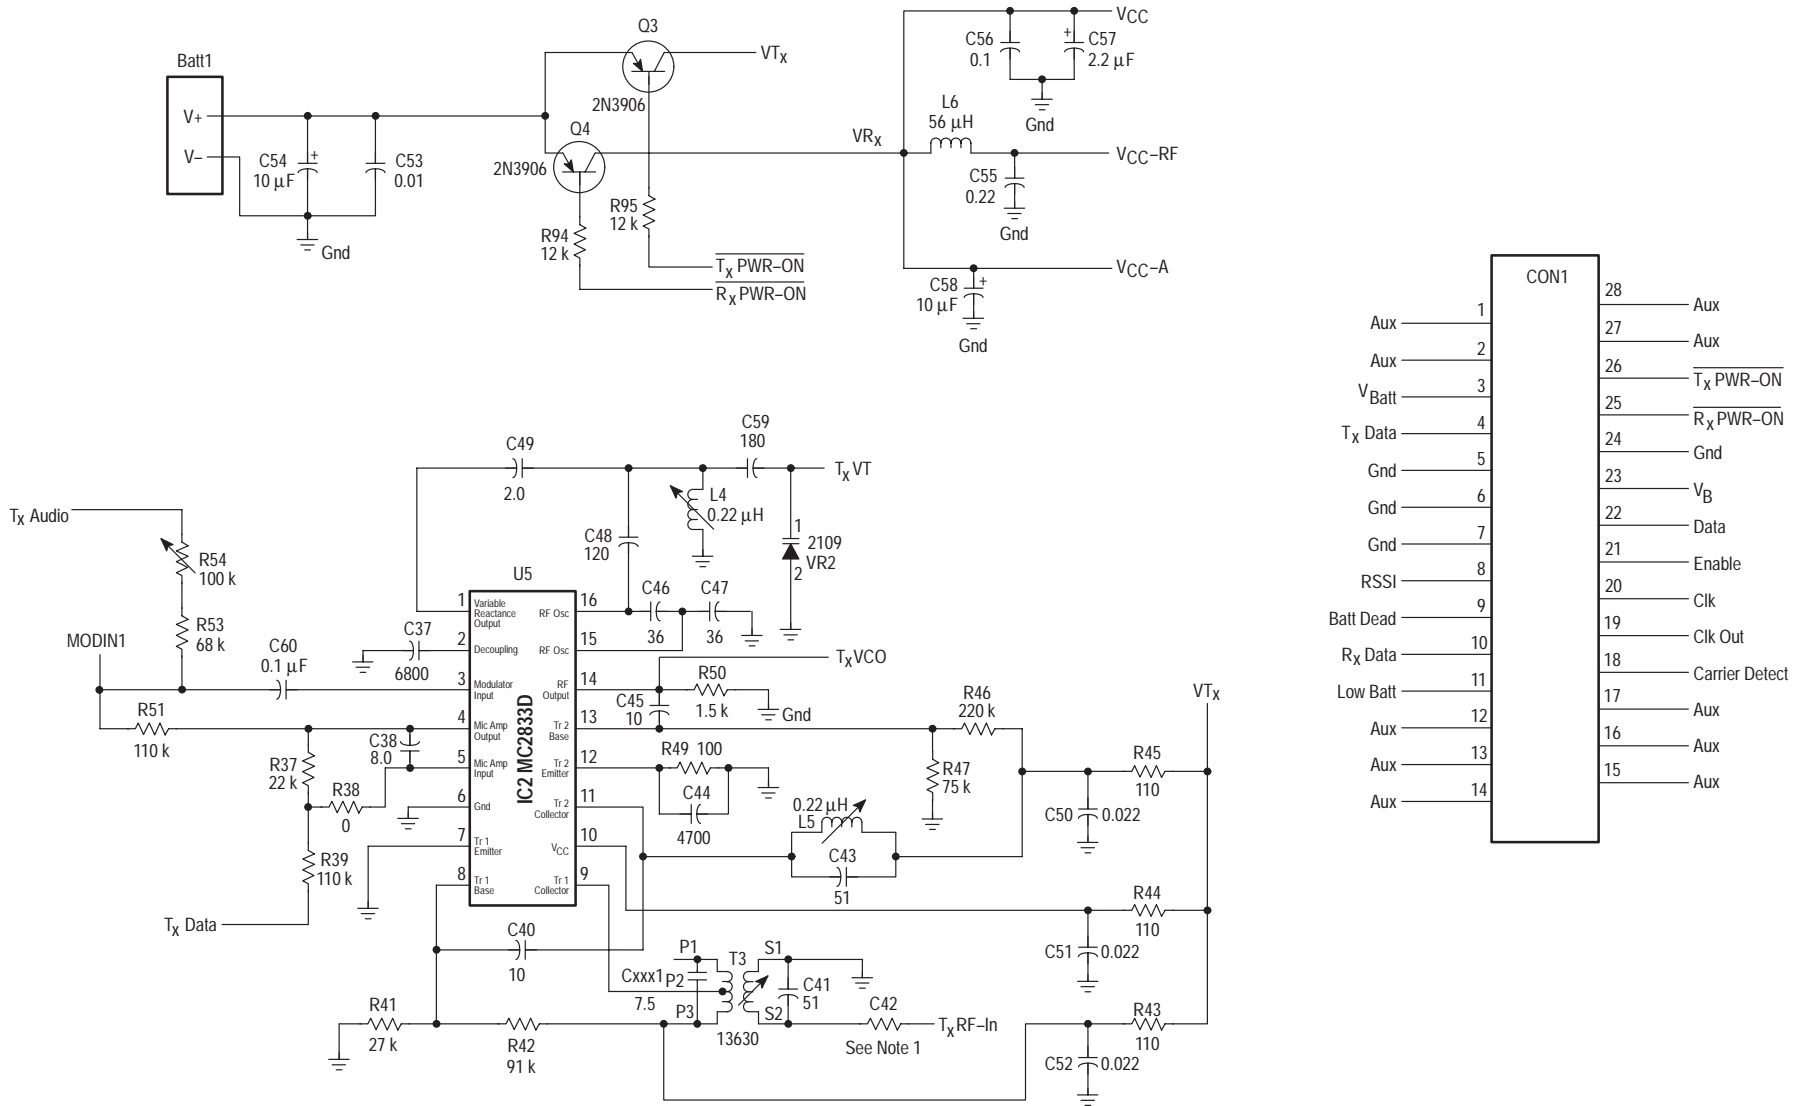 Batt1
V+
V–
C54
10 µF
+
C53
0.01
Gnd
Q3
2N3906
VTx
Q4
2N3906
R95
12 k
R94
12 k
Tx PWR–ON
Rx PWR–ON
VRx
C56
0.1
+
C57
2.2 µF
VCC
Gnd
L6
56 µH
VCC–RF
C55
0.22
Gnd
VCC–A
C58
10 µF
+
Gnd
CON1
1
Aux
2
Aux
3
VBatt
4
Tx Data
5
Gnd
6
Gnd
7
Gnd
8
RSSI
9
Batt Dead
10
Rx Data
11
Low Batt
12
Aux
13
Aux
14
Aux
28
Aux
27
Aux
26
Tx PWR–ON
25
Rx PWR–ON
24
Gnd
23
VB
22
Data
21
Enable
20
Clk
19
Clk Out
18
Carrier Detect
17
Aux
16
Aux
15
Aux
C49
2.0
C59
180
Tx VT
L4
0.22 µH
C48
120
1
2109
VR2
2
Tx Audio
R54
100 k
R53
68 k
MODIN1
C60
0.1 µF
C37
6800
R51
110 k
R37
22 k
C38
8.0
R38
0
R39
110 k
Tx Data
U5
IC2 MC2833D
1
Variable
Reactance
Output
2
Decoupling
3
Modulator
Input
4
Mic Amp
Output
5
Mic Amp
Input
6
Gnd
7
Tr 1
Emitter
8
Tr 1
Base
16
RF Osc
15
RF Osc
14
RF
Output
13
Tr 2
Base
12
Tr 2
Emitter
11
Tr 2
Collector
10
VCC
9
Tr 1
Collector
C46
36
C47
36
TxVCO
R50
1.5 k
Gnd
C45
10
R49 100
C44
4700
R46
220 k
R47
75 k
0.22 µH
L5
C43
51
VTx
R45
110
C50
0.022
R44
110
C51
0.022
R43
110
C52
0.022
C40
10
R41
27 k
R42
91 k
P1
Cxxx1
P2
7.5
P3
T3
13630
S1
S2
C41
51
C42
See Note 1
TxRF–In